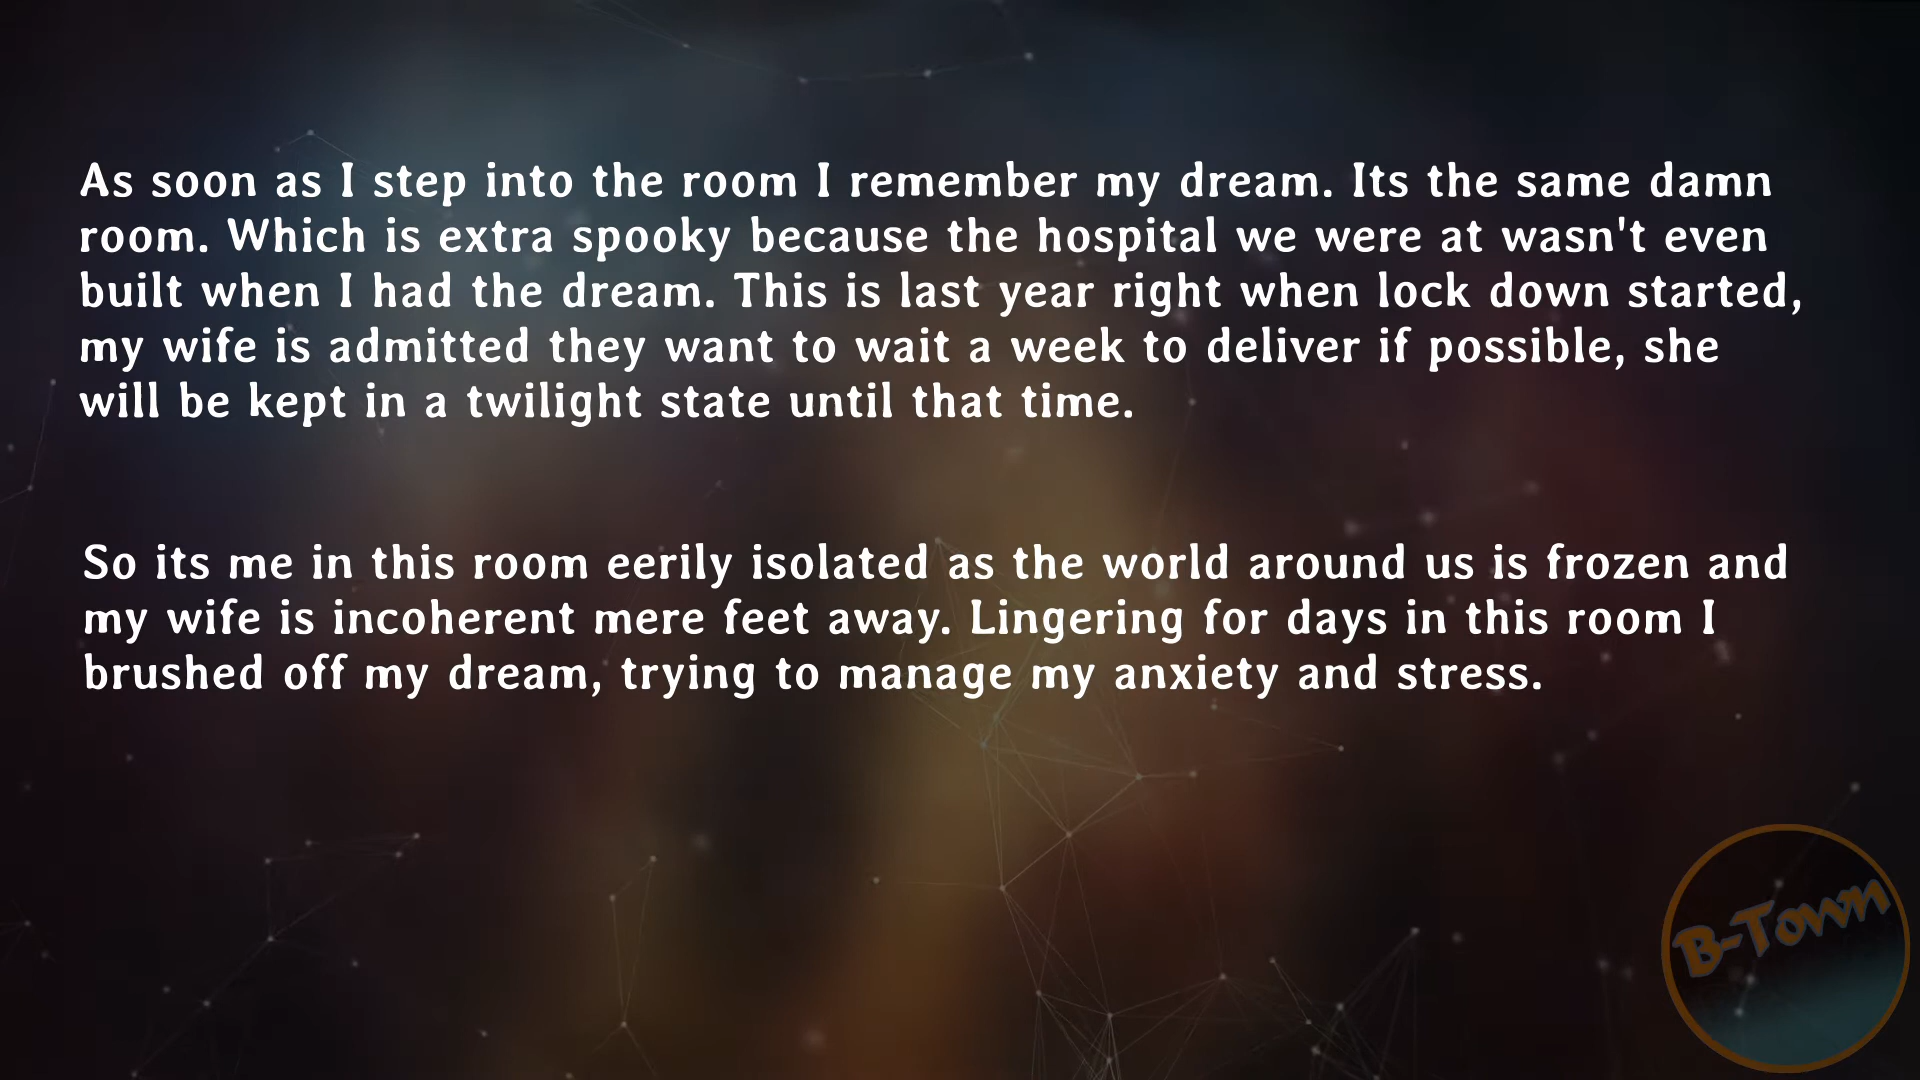 As soon as I step into the room I remember my dream. Its the same damn
room. Which is extra spooky because the hospital we were at wasn't even
built when I had the dream. This is last year right when lock down started,
my wife is admitted they want to wait a week to deliver if possible, she
will be kept in a twilight state until that time.
So its me in this room eerily isolated as the world around us is frozen and
my wife is incoherent mere feet away. Lingering for days in this room I
brushed off my dream, trying to manage my anxiety and stress.
B-Town